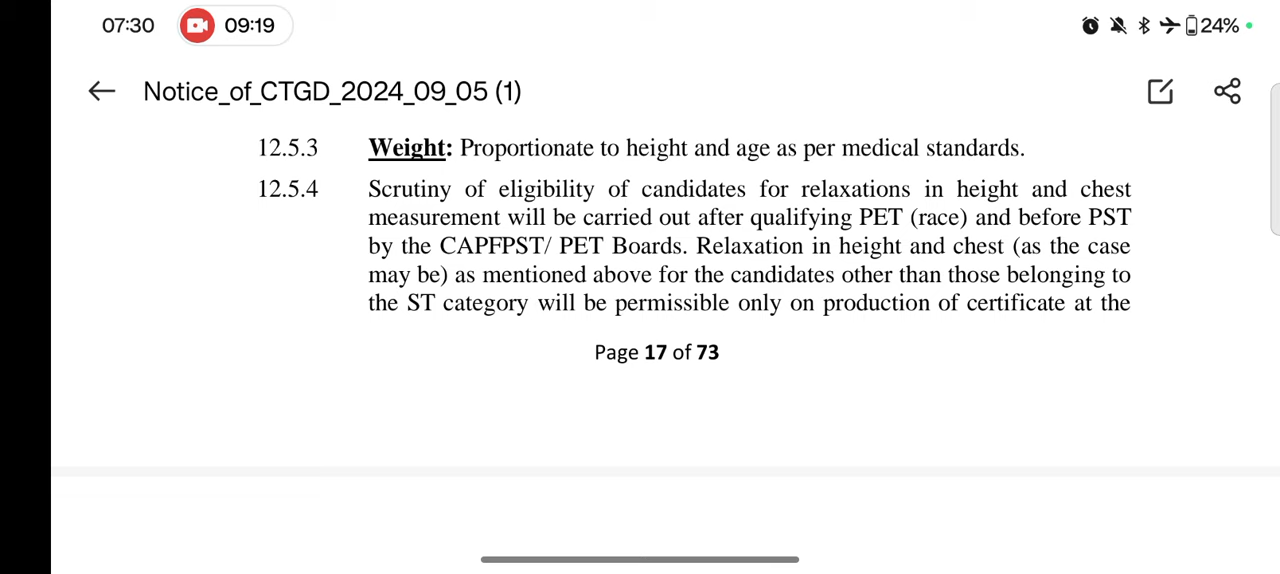 07:30 09:19 24%
Notice_of_CTGD_2024_09_05 (1)
12.5.3 Weight: Proportionate to height and age as per medical standards.
12.5.4 Scrutiny of eligibility of candidates for relaxations in height and chest
measurement will be carried out after qualifying PET (race) and before PST
by the CAPFPST/ PET Boards. Relaxation in height and chest (as the case
may be) as mentioned above for the candidates other than those belonging to
the ST category will be permissible only on production of certificate at the
Page 17 of 73